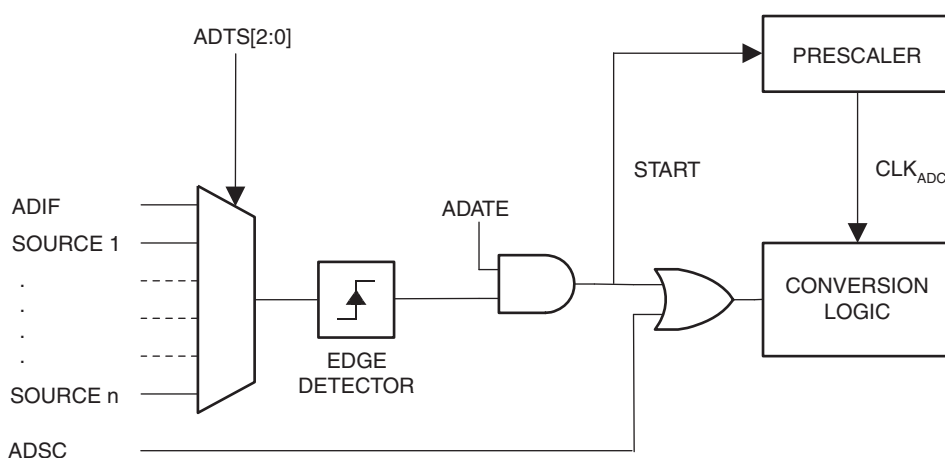 ADTS[2:0]
PRESCALER
START
CLKADC
ADIF
ADATE
SOURCE 1
.
.
.
.
CONVERSION
LOGIC
EDGE
DETECTOR
SOURCE n
ADSC